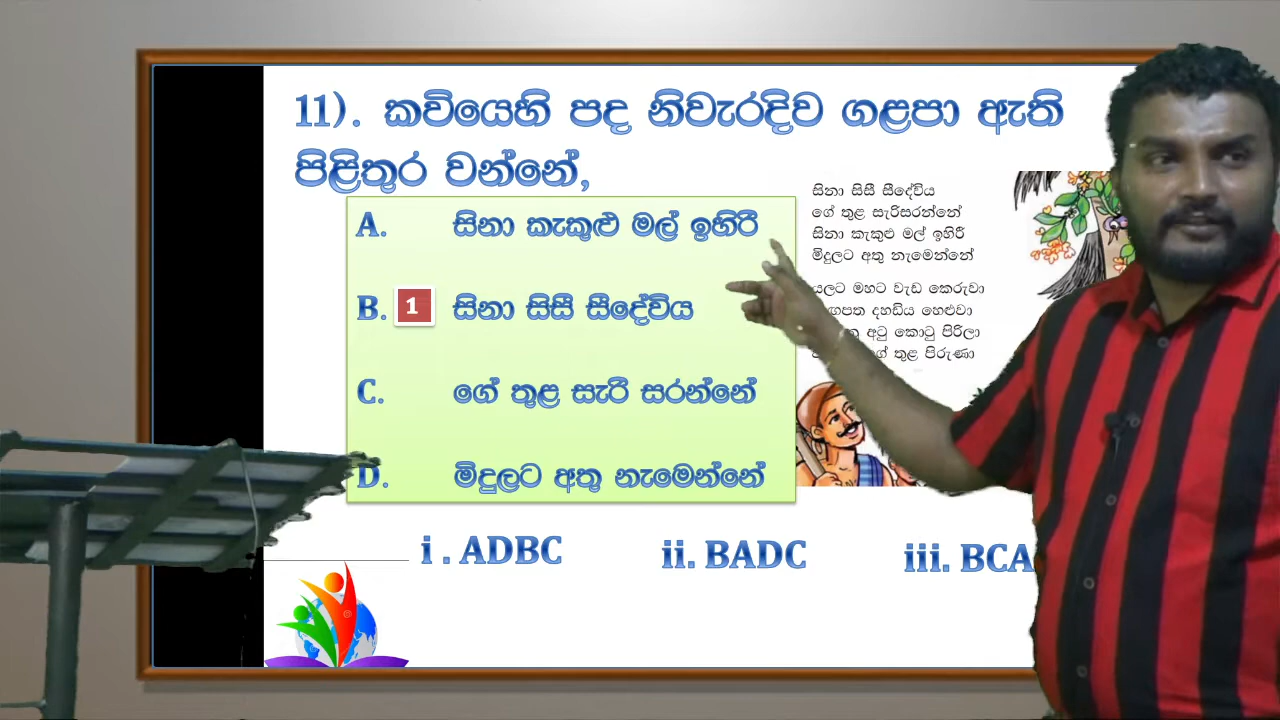 11). කවියෙහි පද නිවැරදිව ගළපා ඇති
පිළිතුර වන්නේ,
A. සිනා කැකුළු මල් ඉහිරී
B. 1 සිනා සිසී සීදේවිය
C. ගේ තුළ සැරි සරන්නේ
D. මිදුලට අතු නැමෙන්නේ
i . ADBC ii. BADC iii. BCA
සිනා සිසී සීදේවිය
ගේ තුළ සැරිසරන්නේ
සිනා කැකුළු මල් ඉහිරී
මිදුලට අතු නැමෙන්නේ
යලට මහට වැඩ කෙරුවා
දහඩිය හෙළුවා
අටු කොටු පිරිලා
ගේ තුළ පිරුණා